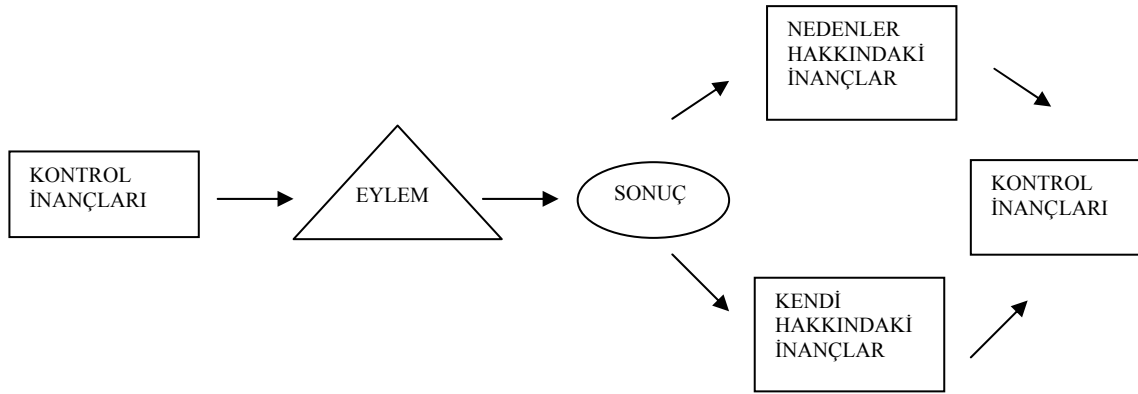 KONTROL
İNANÇLARI
EYLEM
SONUÇ
NEDENLER
HAKKINDAKİ
İNANÇLAR
KENDİ
HAKKINDAKİ
İNANÇLAR
KONTROL
İNANÇLARI